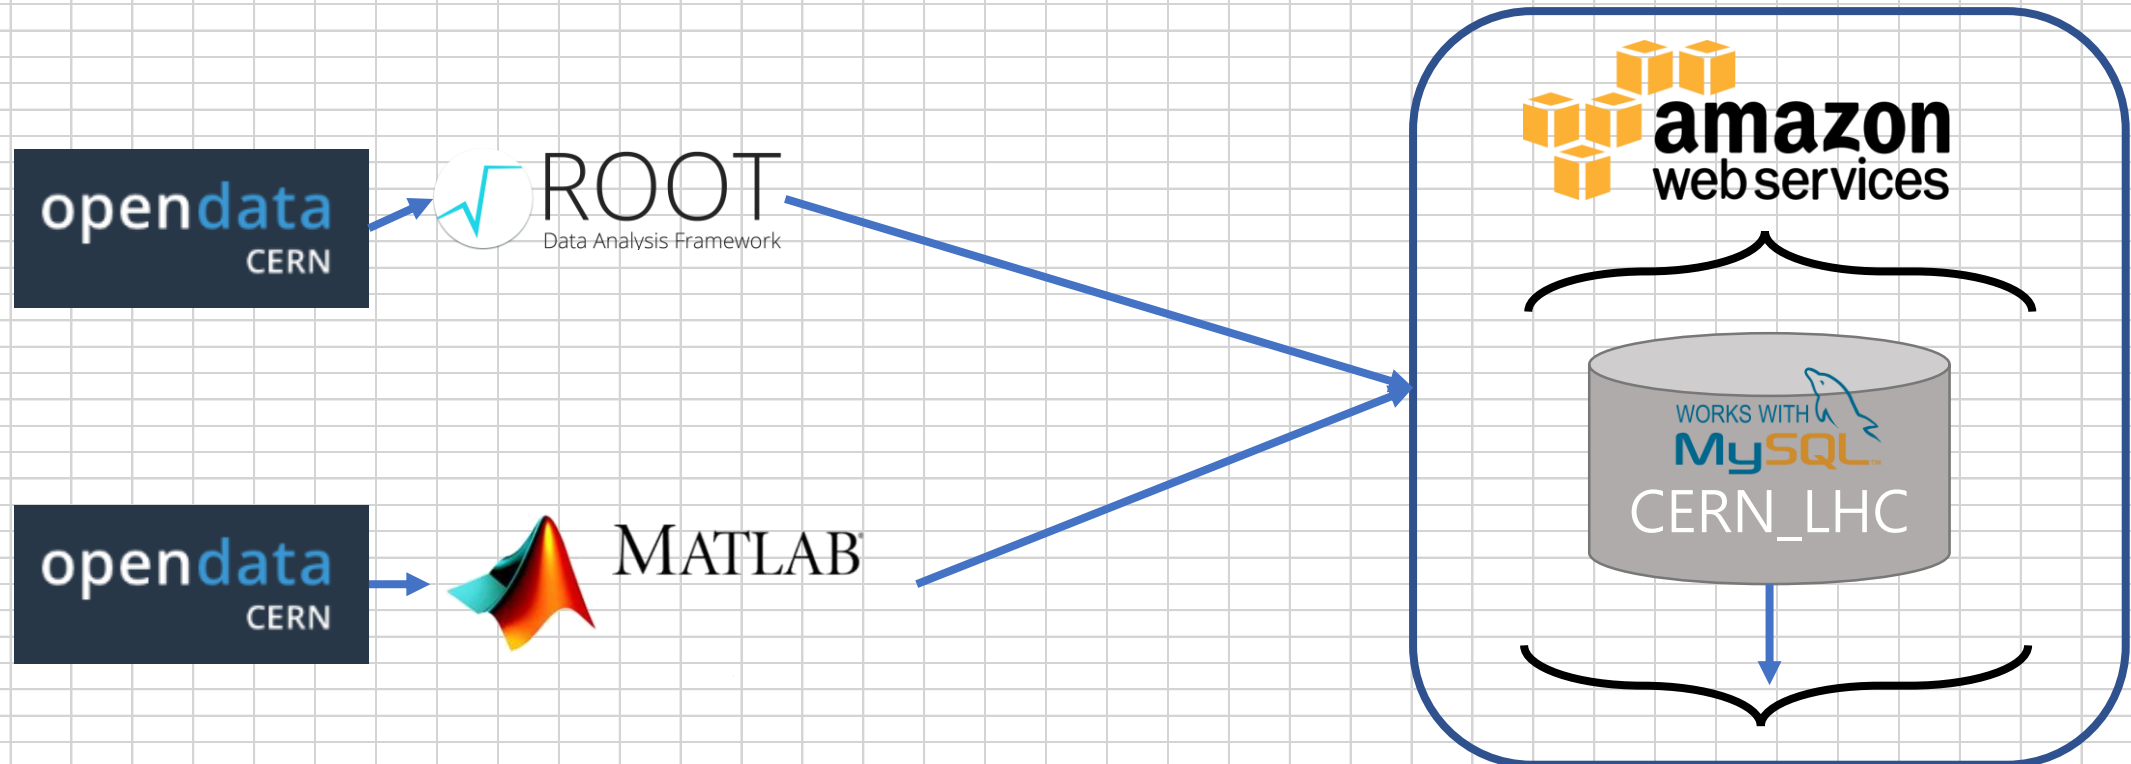 opendata
CERN
ROOT
Data Analysis Framework
opendata
CERN
MATLAB
amazon
web services
WORKS WITH
MySQL
CERN_LHC